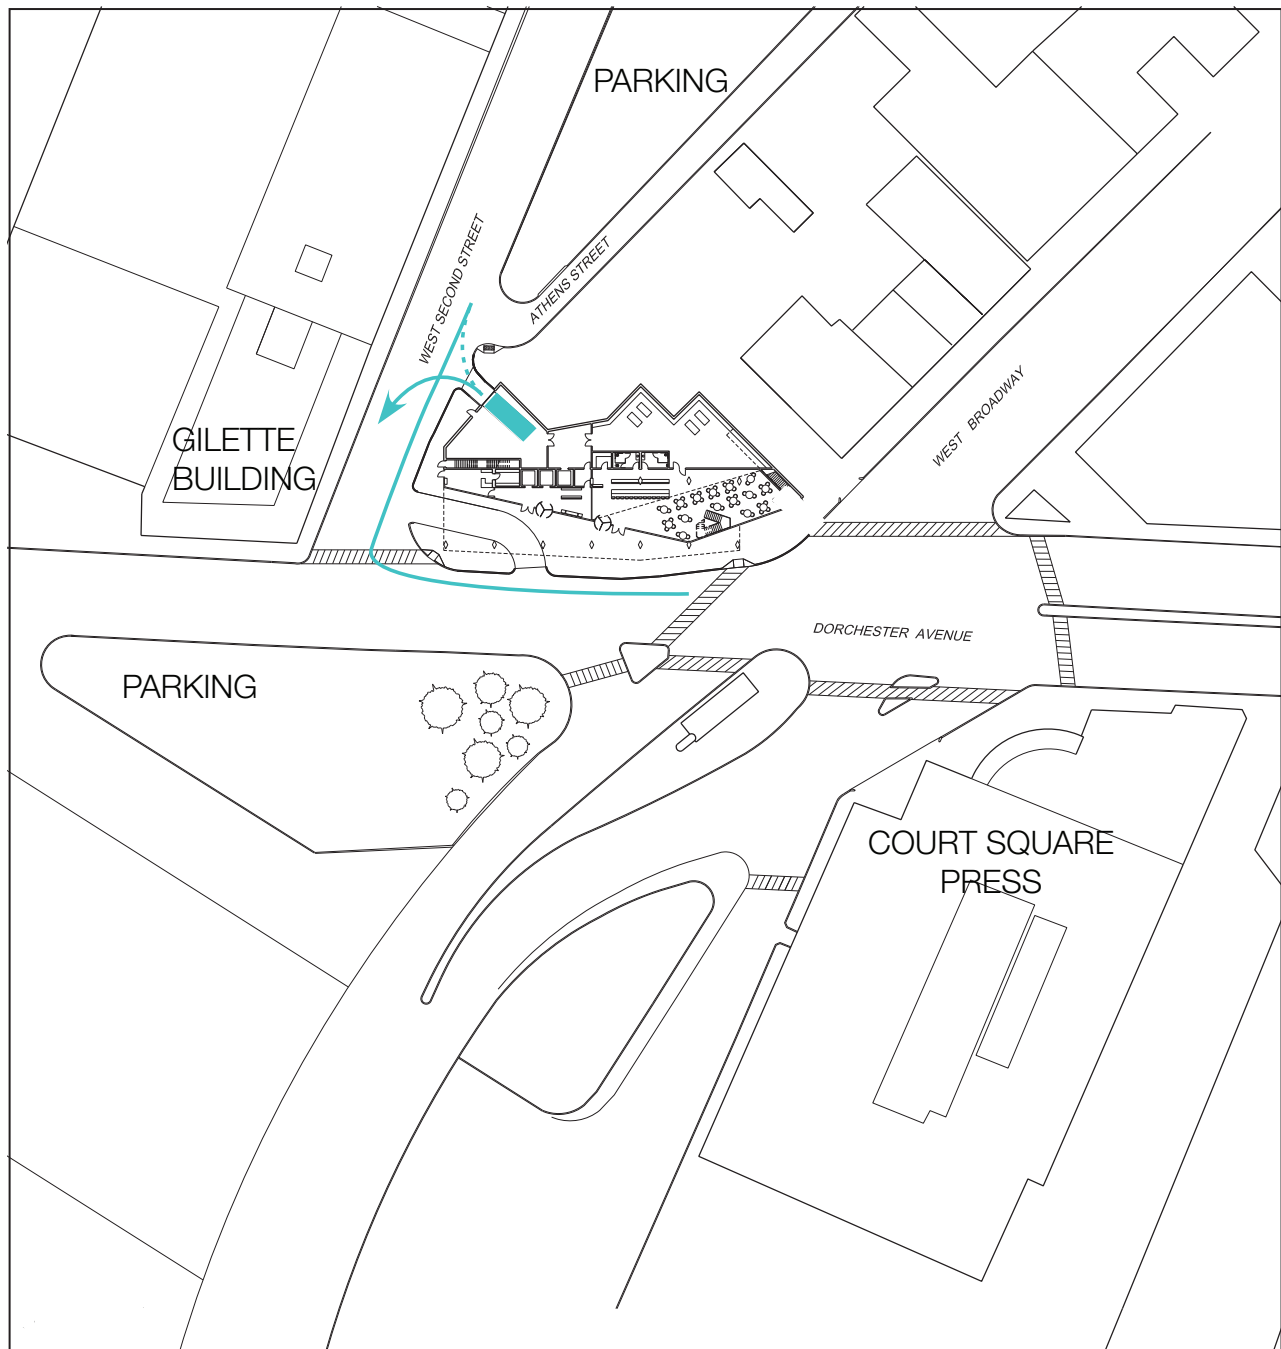 PARKING
WEST SECOND STREET
ATHENS STREET
WEST BROADWAY
GILETTE
BUILDING
DORCHESTER AVENUE
PARKING
COURT SQUARE
PRESS